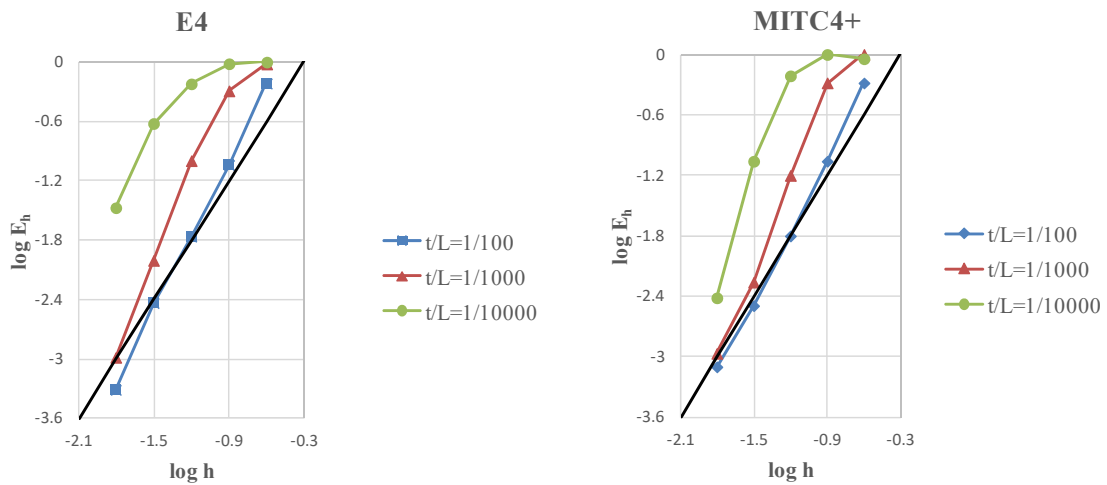 E4
0
-0.6
-1.2
-1.8
-2.4
-3
-3.6
-2.1 -1.5 -0.9 -0.3
log E_h
log h
t/L=1/100
t/L=1/1000
t/L=1/10000
MITC4+
0
-0.6
-1.2
-1.8
-2.4
-3
-3.6
-2.1 -1.5 -0.9 -0.3
log E_h
log h
t/L=1/100
t/L=1/1000
t/L=1/10000